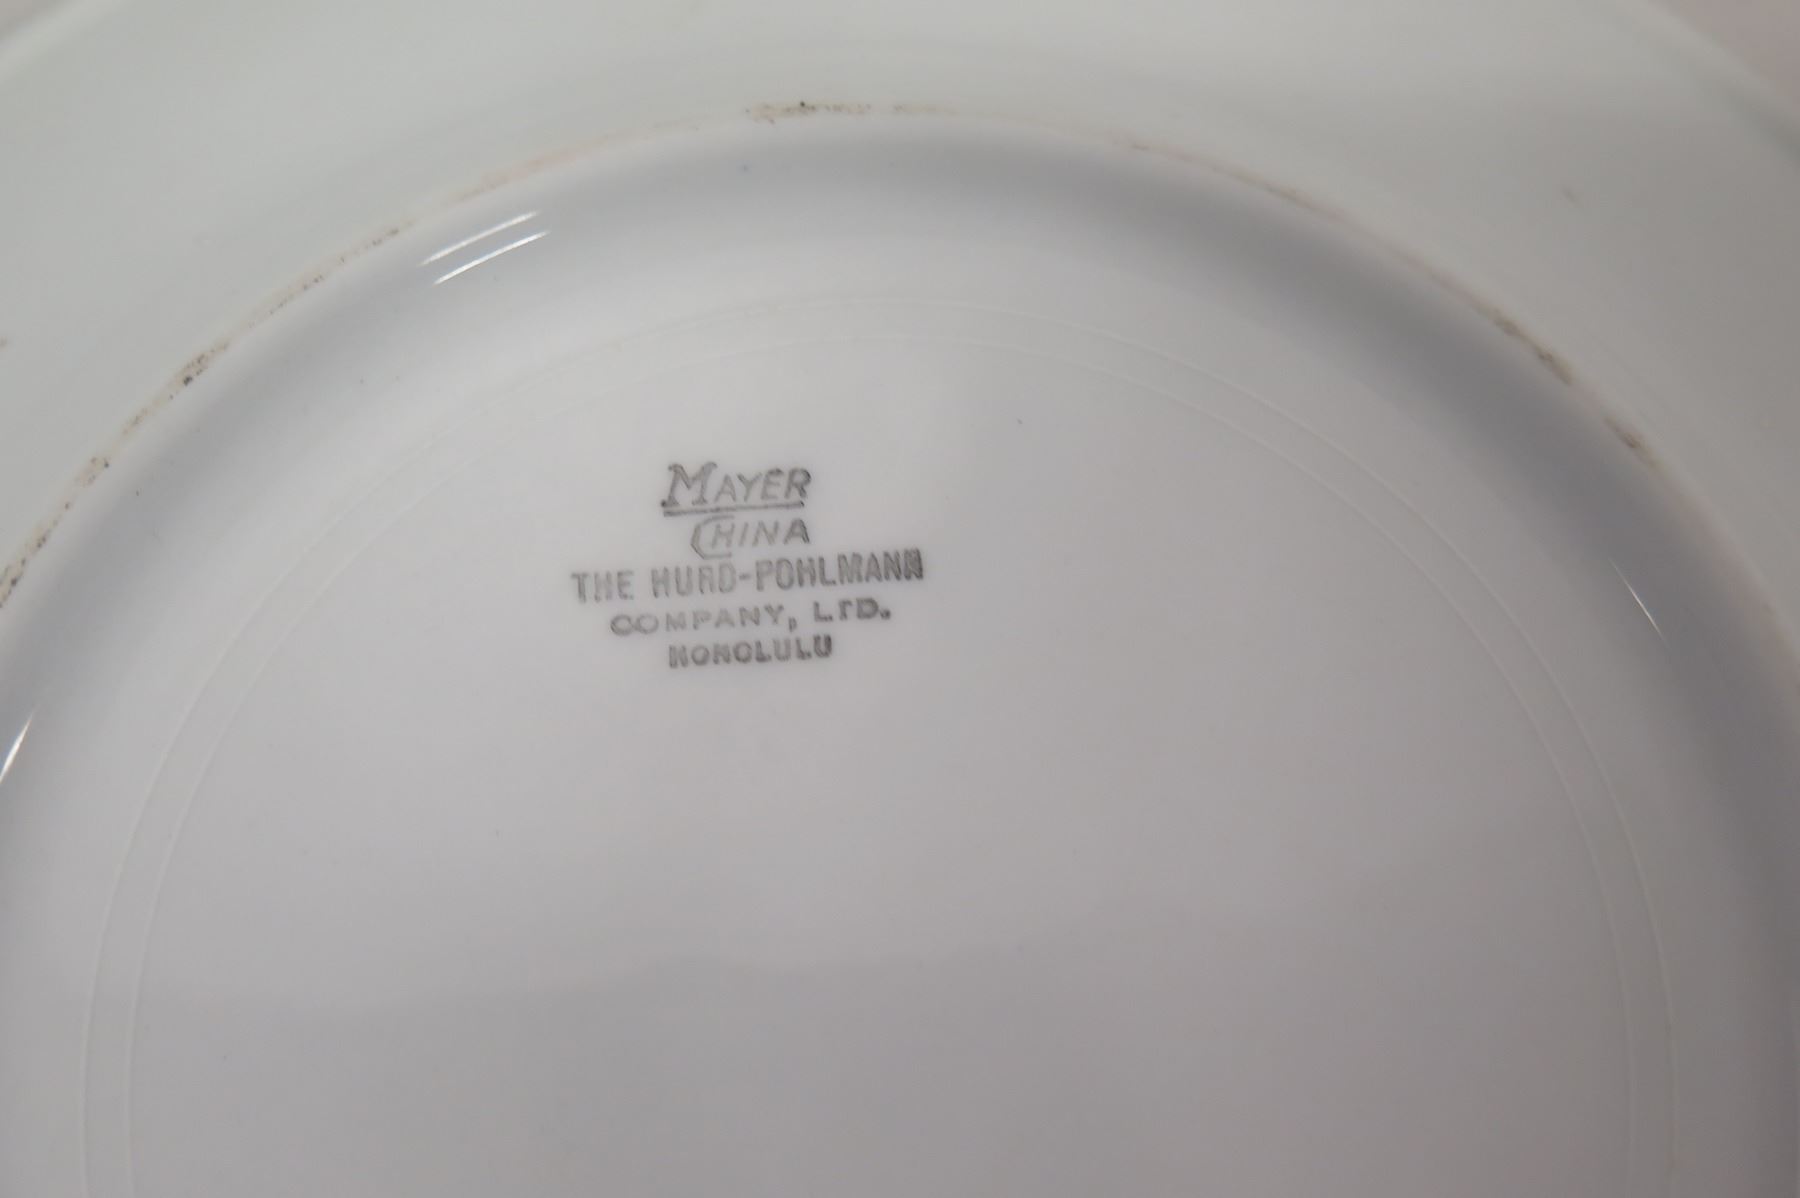 MAYER
CHINA
THE HURD-POHLMANN
COMPANY, LTD.
HONOLULU